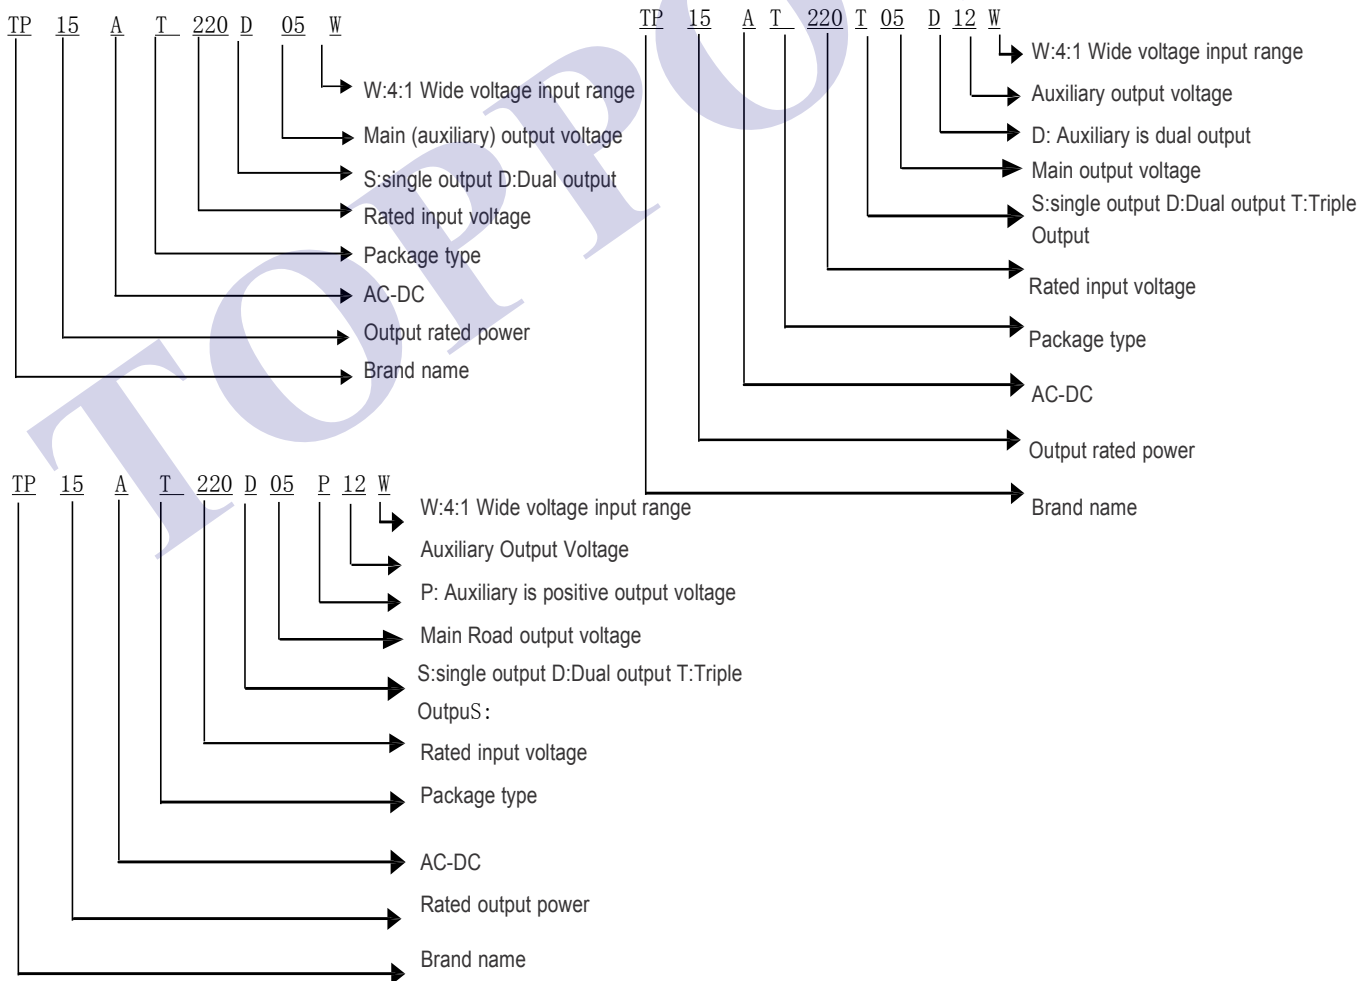 TP 15 A T 220 D 05 W
W:4:1 Wide voltage input range
Main (auxiliary) output voltage
S:single output D:Dual output
Rated input voltage
Package type
AC-DC
Output rated power
Brand name
TP 15 A T 220 T 05 D 12 W
W:4:1 Wide voltage input range
Auxiliary output voltage
D: Auxiliary is dual output
Main output voltage
S:single output D:Dual output T:Triple
Output
Rated input voltage
Package type
AC-DC
Output rated power
Brand name
TP 15 A T 220 D 05 P 12 W
W:4:1 Wide voltage input range
Auxiliary Output Voltage
P: Auxiliary is positive output voltage
Main Road output voltage
S:single output D:Dual output T:Triple
OutpuS:
Rated input voltage
Package type
AC-DC
Rated output power
Brand name
TOPPO